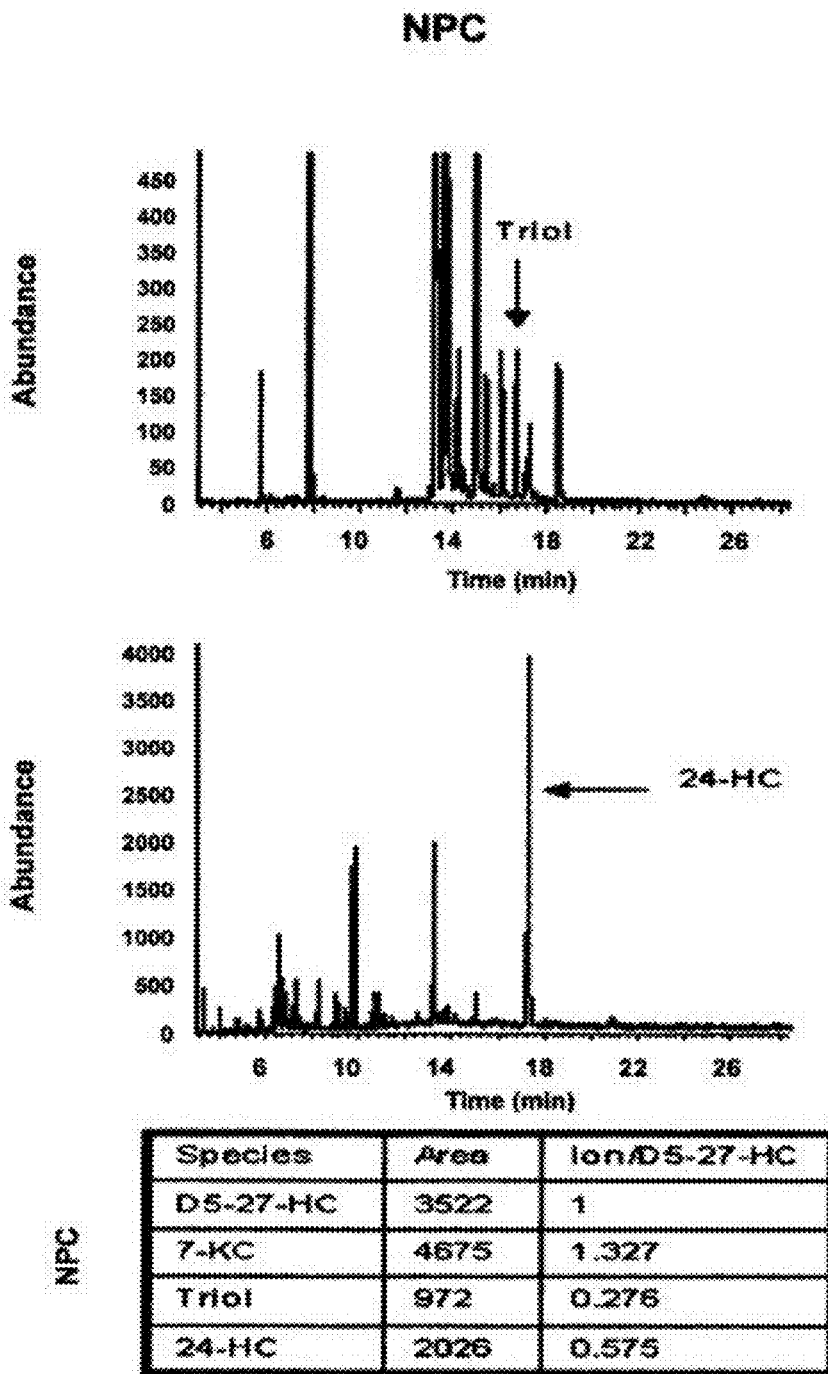 NPC
Abundance
450
400
350
300
250
200
150
100
50
0
Triol
6 10 14 18 22 26
Time (min)
Abundance
4000
3500
3000
2500
2000
1500
1000
500
0
24-HC
6 10 14 18 22 26
Time (min)
NPC
Species Area Ion/D5-27-HC
D5-27-HC 3522 1
7-KC 4675 1.327
Triol 972 0.276
24-HC 2026 0.575